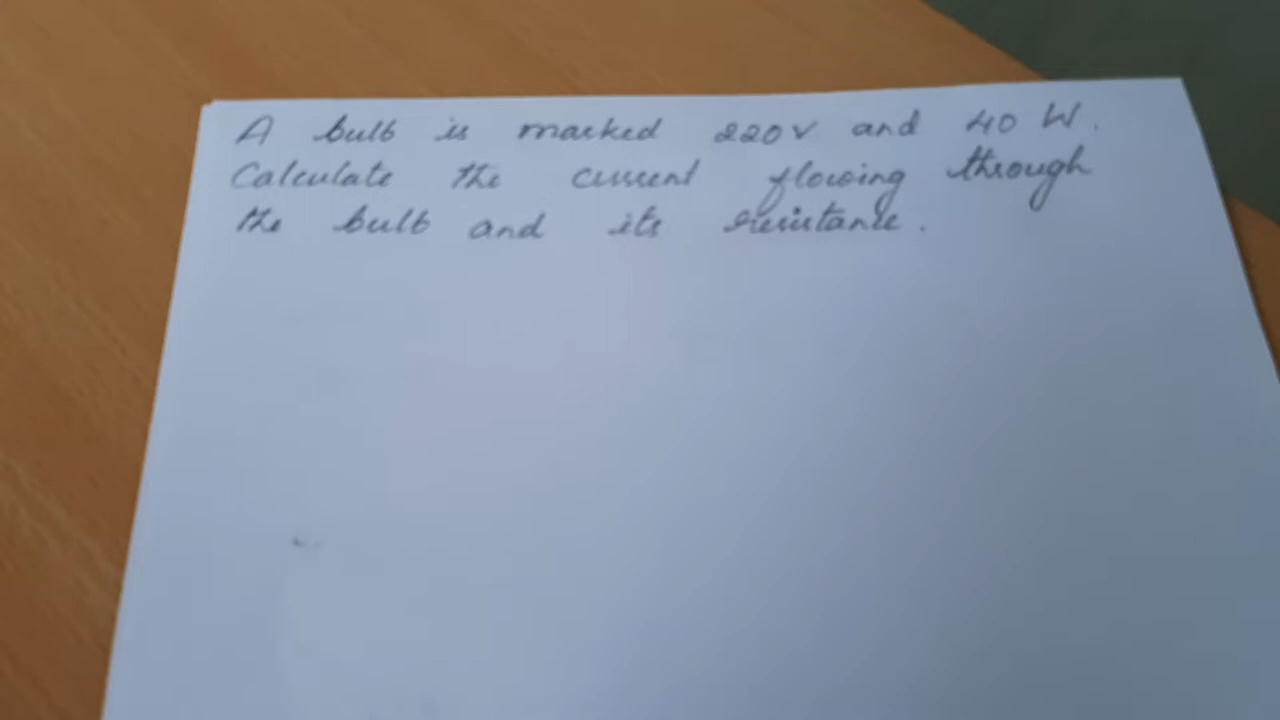 A bulb is marked 220V and 40 W.
Calculate the current flowing through
the bulb and its resistance.